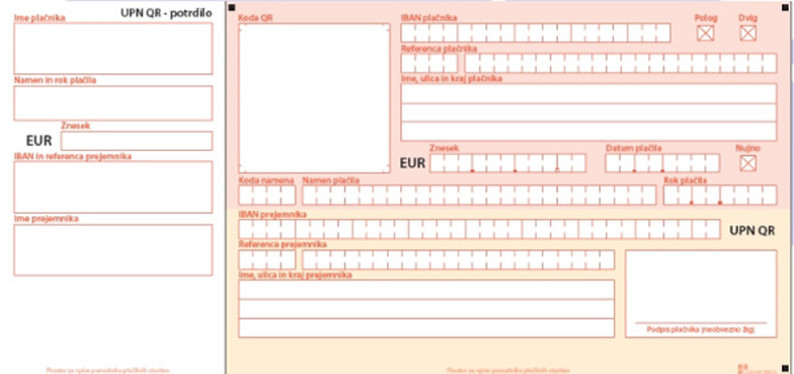 UPN QR - potrdilo
Ime plačnika
Namen in rok plačila
Znesek
EUR
IBAN in referenca prejemnika
Ime prejemnika
Koda QR
IBAN plačnika
Polog
Dvig
Referenca plačnika
Ime, ulica in kraj plačnika
Znesek
Datum plačila
Nujno
EUR
Koda namena
Namen plačila
Rok plačila
IBAN prejemnika
UPN QR
Referenca prejemnika
Ime, ulica in kraj prejemnika
Podpis plačnika (neobvezno žig)